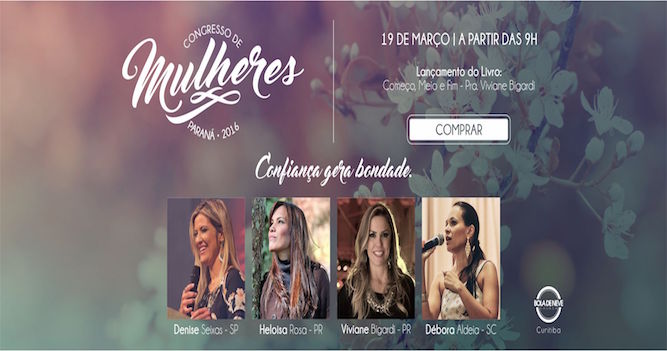 CONGRESSO DE
Mulheres
PARANÁ • 2016
19 DE MARÇO | A PARTIR DAS 9H
Lançamento do Livro:
Começo, Meio e Fim - Pra. Viviane Bigardi
COMPRAR
Confiança gera bondade.
Denise Seixas - SP
Heloisa Rosa - PR
Viviane Bigardi - PR
Débora Aldeia - SC
BOLA DE NEVE
Curitiba